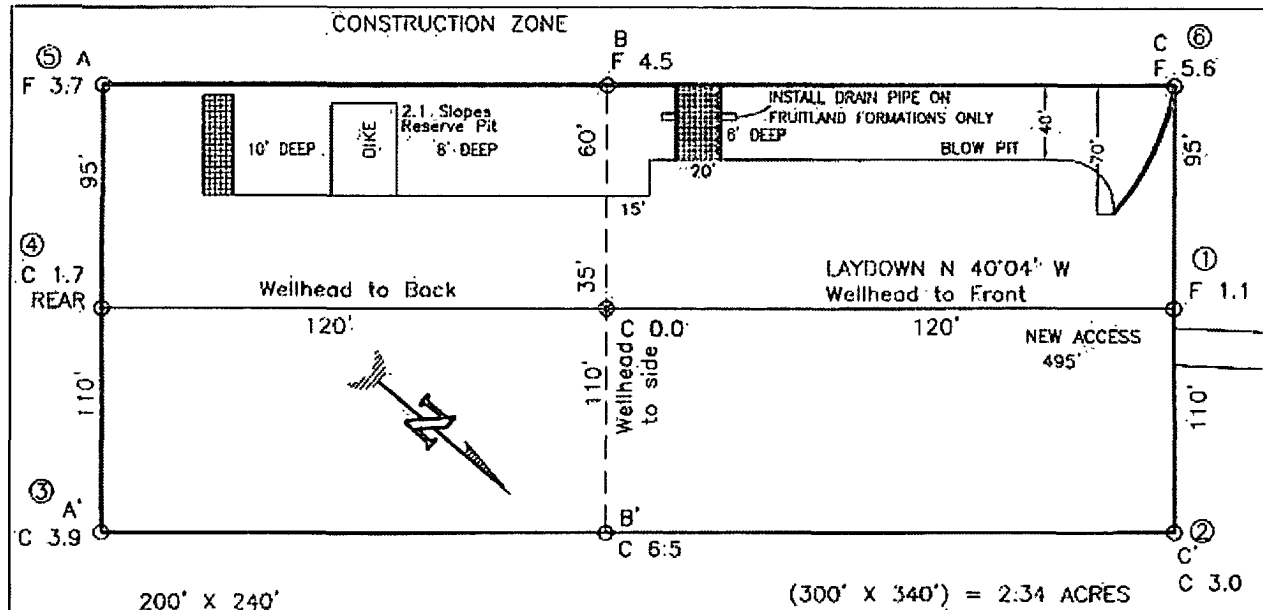 CONSTRUCTION ZONE
⑤ A
F 3.7
B
F 4.5
C ⑥
F 5.6
10' DEEP
DIKE
2.1. Slopes
Reserve Pit
8' DEEP
60'
INSTALL DRAIN PIPE ON
FRUITLAND FORMATIONS ONLY
6' DEEP
20'
BLOW PIT
40'
70'
95'
95'
15'
④
C 1.7
REAR
Wellhead to Back
120'
35'
C 0.0
LAYDOWN N 40°04' W
Wellhead to Front
120'
①
F 1.1
NEW ACCESS
495'
110'
110'
Wellhead
to side
110'
N
③
A'
C 3.9
B'
C 6.5
②
C'
C 3.0
200' X 240'
(300' X 340') = 2.34 ACRES